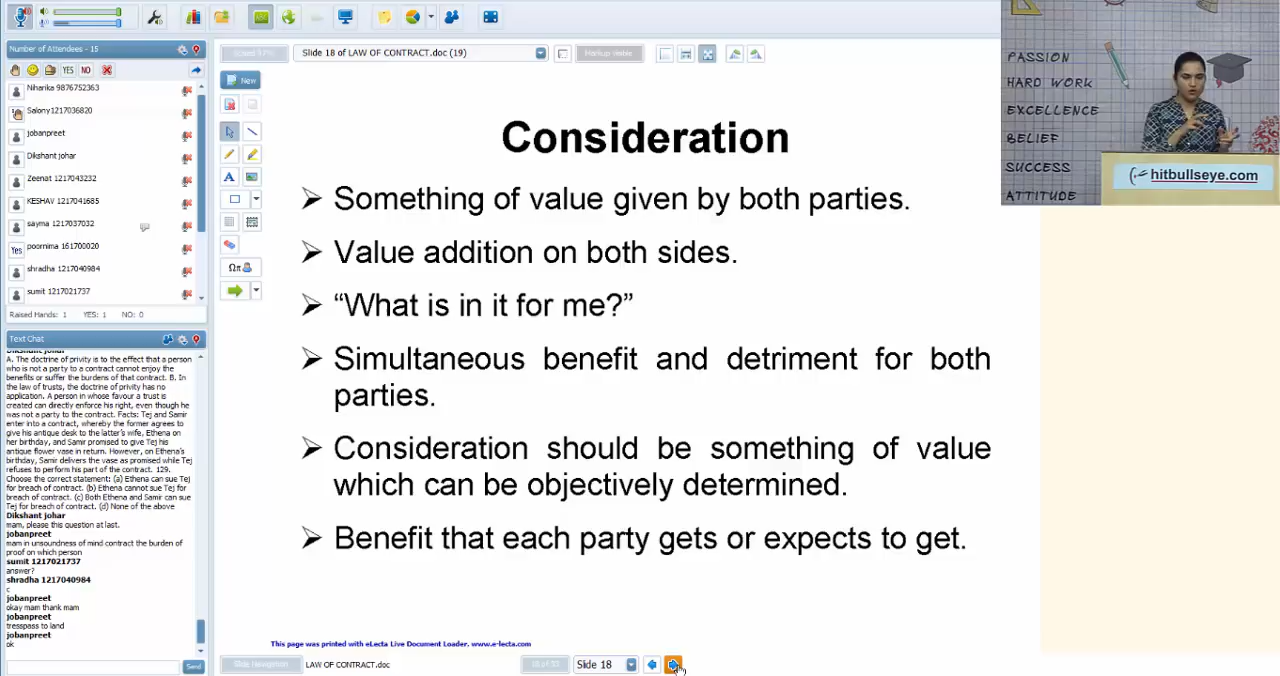 Slide 18 of LAW OF CONTRACT.doc (19)
Markup Visible
Number of Attendees - 15
YES
NO
Niharika 9876752363
Salony1217036820
jobanpreet
Dikshant johar
Zeenat 1217043232
KESHAV 1217041685
sayma 1217037032
Yes
poornima 161700020
shradha 1217040984
sumit 1217021737
Raised Hands: 1 YES: 1 NO: 0
Text Chat
Dikshant johar
A. The doctrine of privity is to the effect that a person
who is not a party to a contract cannot enjoy the
benefits or suffer the burdens of that contract. B. In
the law of trusts, the doctrine of privity has no
application. A person in whose favour a trust is
created can directly enforce his right, even though he
was not a party to the contract. Facts: Tej and Samir
enter into a contract, whereby the former agrees to
give his antique desk to the latter's wife, Ethena on
her birthday, and Samir promised to give Tej his
antique flower vase in return. However, on Ethena's
birthday, Samir delivers the vase as promised while Tej
refuses to perform his part of the contract. 129.
Choose the correct statement: (a) Ethena can sue Tej
for breach of contract. (b) Ethena cannot sue Tej for
breach of contract. (c) Both Ethena and Samir can sue
Tej for breach of contract. (d) None of the above
Dikshant johar
mam, please this question at last.
jobanpreet
mam in unsoundness of mind contract the burden of
proof on which person
sumit 1217021737
answer?
shradha 1217040984
c
jobanpreet
okay mam thank mam
jobanpreet
tresspass to land
jobanpreet
ok
Send
New
A
Ωπ
Consideration
➢ Something of value given by both parties.
➢ Value addition on both sides.
➢ “What is in it for me?”
➢ Simultaneous benefit and detriment for both
parties.
➢ Consideration should be something of value
which can be objectively determined.
➢ Benefit that each party gets or expects to get.
This page was printed with eLecta Live Document Loader. www.e-lecta.com
Slide Navigation
LAW OF CONTRACT.doc
Slide 18
PASSION
HARD WORK
EXCELLENCE
BELIEF
SUCCESS
ATTITUDE
hitbullseye.com